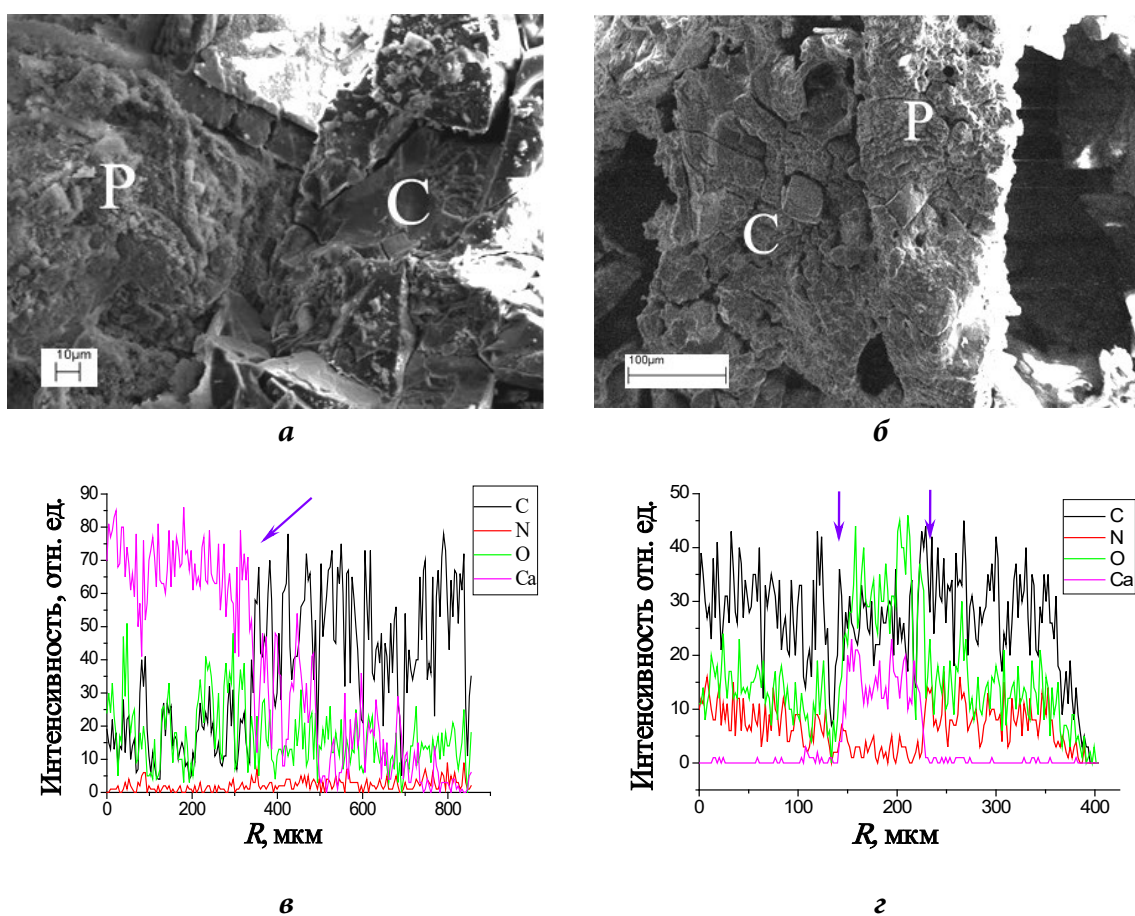 P
C
10µm
P
C
100µm
а
б
Интенсивность, отн. ед.
90
80
70
60
50
40
30
20
10
0
0 200 400 600 800
R, мкм
C
N
O
Ca
Интенсивность отн. ед.
50
40
30
20
10
0
0 100 200 300 400
R, мкм
C
N
O
Ca
в
г